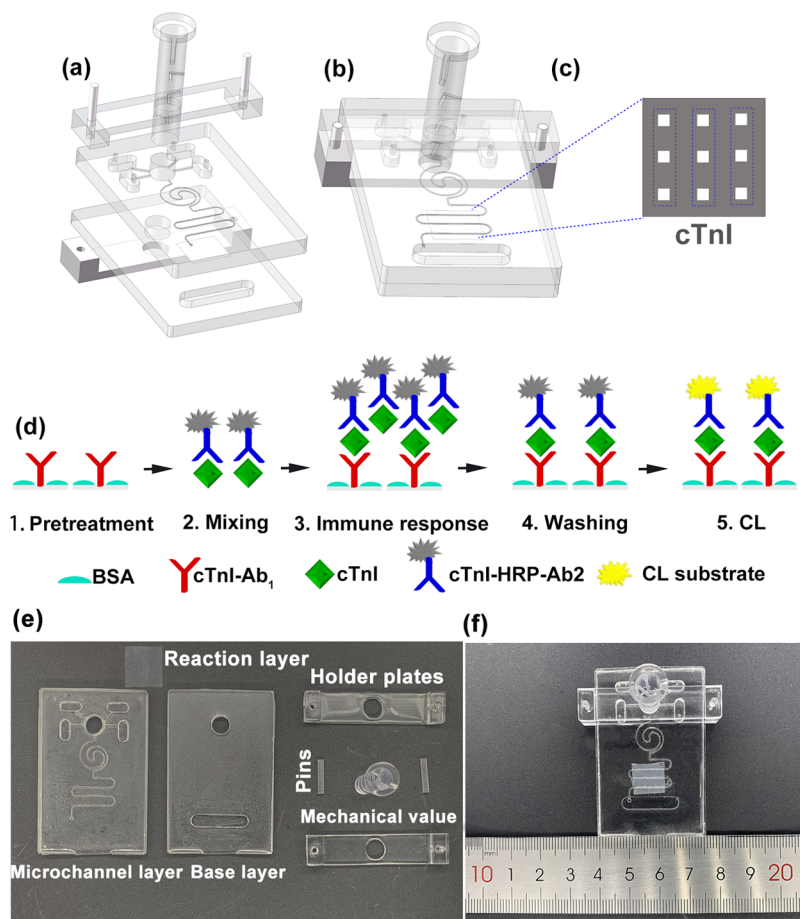 (a)
(b)
(c)
cTnI
(d)
1. Pretreatment
2. Mixing
3. Immune response
4. Washing
5. CL
BSA
cTnI-Ab1
cTnI
cTnI-HRP-Ab2
CL substrate
(e)
(f)
Reaction layer
Holder plates
Pins
Mechanical value
Microchannel layer
Base layer
10 (mm) 1 2 3 4 5 6 7 8 9 20